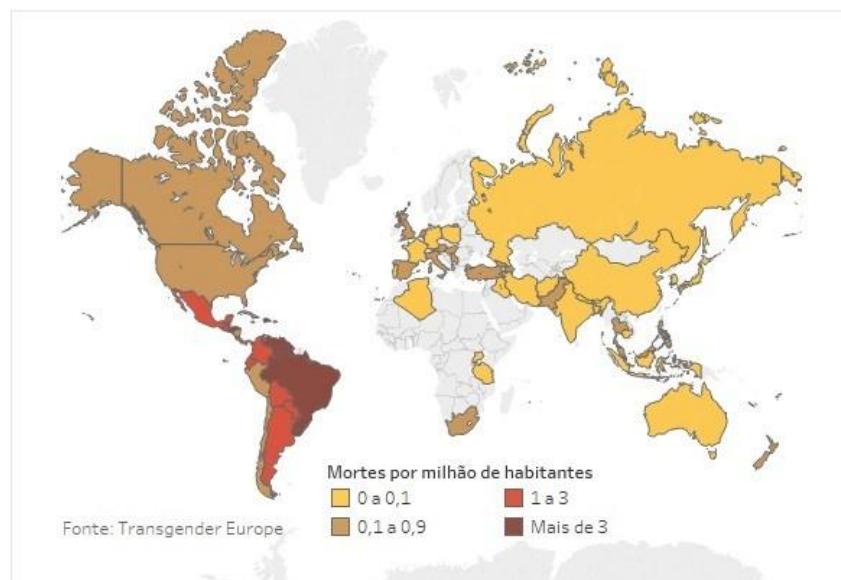 Mortes por milhão de habitantes
0 a 0,1
1 a 3
0,1 a 0,9
Mais de 3
Fonte: Transgender Europe